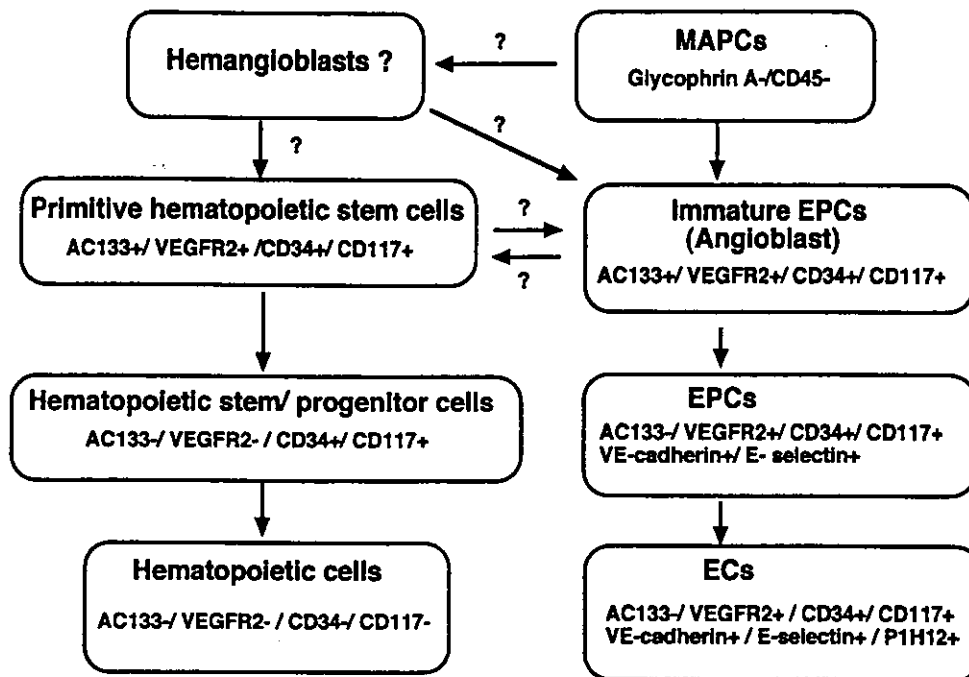 Hemangioblasts ?
?
MAPCs
Glycophrin A-/CD45-
?
?
Primitive hematopoietic stem cells
AC133+/ VEGFR2+ /CD34+/ CD117+
?
?
Immature EPCs
(Angioblast)
AC133+/ VEGFR2+/ CD34+/ CD117+
Hematopoietic stem/ progenitor cells
AC133-/ VEGFR2- / CD34+/ CD117+
EPCs
AC133-/ VEGFR2+/ CD34+/ CD117+
VE-cadherin+/ E- selectin+
Hematopoietic cells
AC133-/ VEGFR2- / CD34-/ CD117-
ECs
AC133-/ VEGFR2+ / CD34+/ CD117+
VE-cadherin+ / E-selectin+ / P1H12+